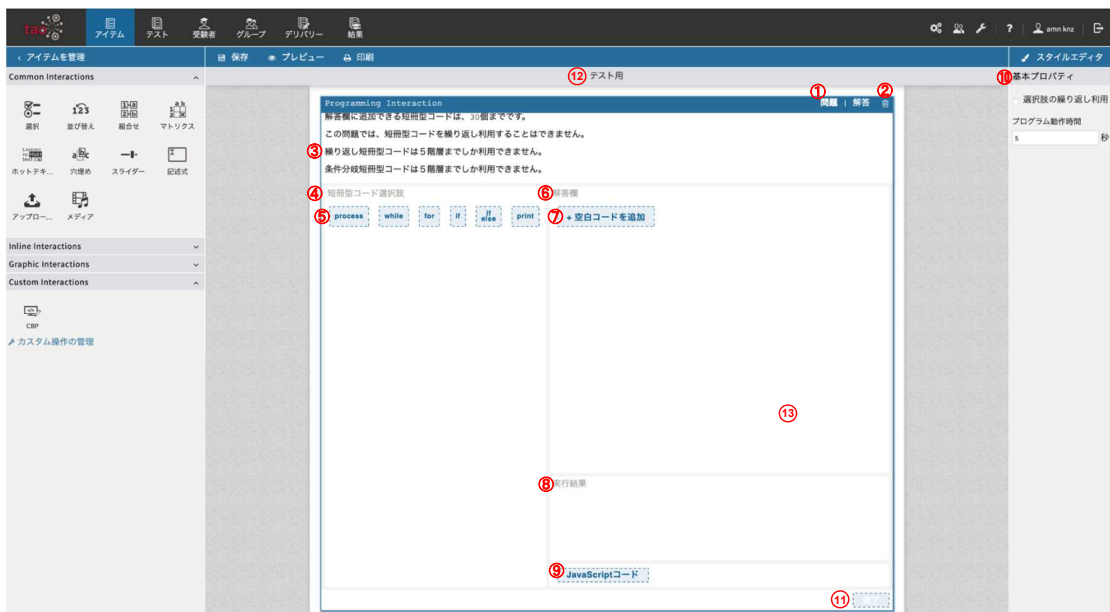 tao
アイテム テスト 受験者 グループ デリバリー 結果 ? amn knz
‹ アイテムを管理 保存 プレビュー 印刷 スタイルエディタ
Common Interactions
⑫ テスト用
⑩ 基本プロパティ
選択 並び替え 組合せ マトリクス
ホットテキ... 穴埋め スライダー 記述式
アップロー... メディア
Inline Interactions
Graphic Interactions
Custom Interactions
CBP
カスタム操作の管理
① ②
Programming Interaction 問題 | 解答
解答欄に追加できる短冊型コードは、30個までです。
この問題では、短冊型コードを繰り返し利用することはできません。
③ 繰り返し短冊型コードは５階層までしか利用できません。
条件分岐短冊型コードは５階層までしか利用できません。
④ 短冊型コード選択肢
⑤ process while for if if else print
⑥ 解答欄
⑦ + 空白コードを追加
⑬
⑧ 実行結果
⑨ JavaScriptコード
⑪
選択肢の繰り返し利用
プログラム動作時間
5 秒